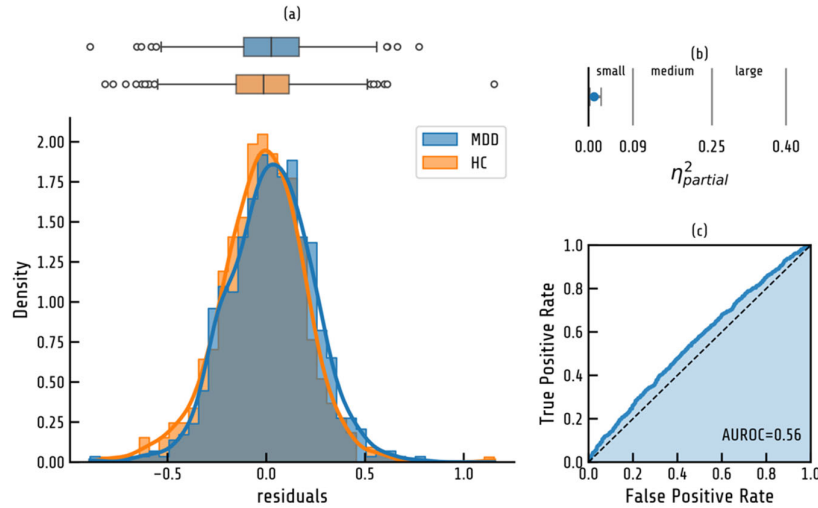 (a)
MDD
HC
2.00
1.75
1.50
1.25
1.00
0.75
0.50
0.25
0.00
Density
−0.5 0.0 0.5 1.0
residuals
(b)
small medium large
0.00 0.09 0.25 0.40
η²partial
(c)
1.0
0.8
0.6
0.4
0.2
0.0
True Positive Rate
AUROC=0.56
0.0 0.2 0.4 0.6 0.8 1.0
False Positive Rate